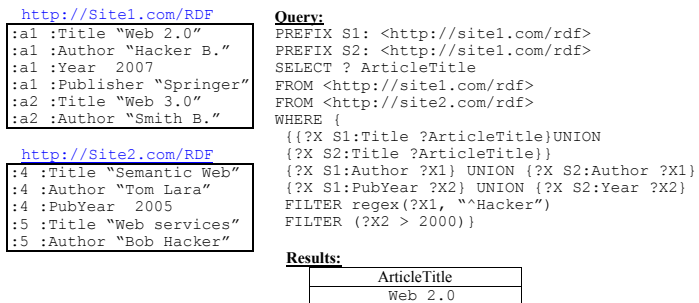 http://Site1.com/RDF
:a1 :Title "Web 2.0"
:a1 :Author "Hacker B."
:a1 :Year 2007
:a1 :Publisher "Springer"
:a2 :Title "Web 3.0"
:a2 :Author "Smith B."
http://Site2.com/RDF
:4 :Title "Semantic Web"
:4 :Author "Tom Lara"
:4 :PubYear 2005
:5 :Title "Web services"
:5 :Author "Bob Hacker"
Query:
PREFIX S1: <http://site1.com/rdf>
PREFIX S2: <http://site1.com/rdf>
SELECT ? ArticleTitle
FROM <http://site1.com/rdf>
FROM <http://site2.com/rdf>
WHERE {
{{?X S1:Title ?ArticleTitle}UNION
{?X S2:Title ?ArticleTitle}}
{?X S1:Author ?X1} UNION {?X S2:Author ?X1}
{?X S1:PubYear ?X2} UNION {?X S2:Year ?X2}
FILTER regex(?X1, "^Hacker")
FILTER (?X2 > 2000)}
Results:
ArticleTitle
Web 2.0